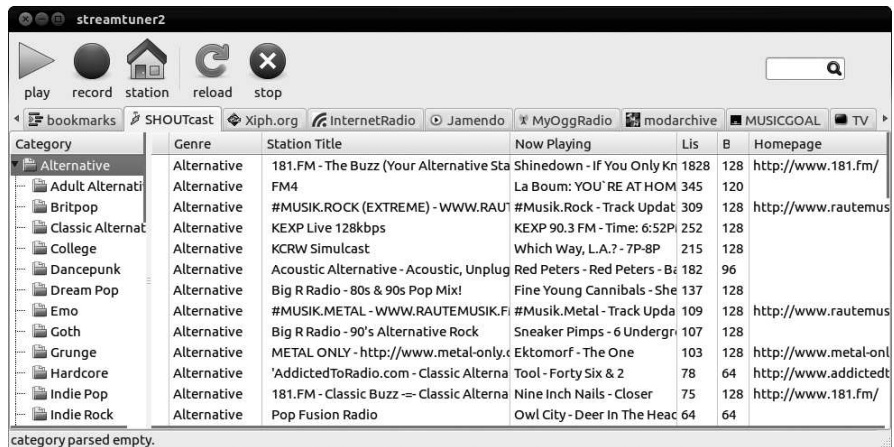 streamtuner2
play record station reload stop
bookmarks SHOUTcast Xiph.org InternetRadio Jamendo MyOggRadio modarchive MUSICGOAL TV
Category Genre Station Title Now Playing Lis B Homepage
Alternative Alternative 181.FM - The Buzz (Your Alternative Sta Shinedown - If You Only Kn 1828 128 http://www.181.fm/
Adult Alternati Alternative FM4 La Boum: YOU`RE AT HOM 345 120
Britpop Alternative #MUSIK.ROCK (EXTREME) - WWW.RAUT #Musik.Rock - Track Updat 309 128 http://www.rautemus
Classic Alternat Alternative KEXP Live 128kbps KEXP 90.3 FM - Time: 6:52P 252 128
College Alternative KCRW Simulcast Which Way, L.A.? - 7P-8P 215 128
Dancepunk Alternative Acoustic Alternative - Acoustic, Unplug Red Peters - Red Peters - Ba 182 96
Dream Pop Alternative Big R Radio - 80s & 90s Pop Mix! Fine Young Cannibals - She 137 128
Emo Alternative #MUSIK.METAL - WWW.RAUTEMUSIK.F #Musik.Metal - Track Upda 109 128 http://www.rautemus
Goth Alternative Big R Radio - 90's Alternative Rock Sneaker Pimps - 6 Undergr 107 128
Grunge Alternative METAL ONLY - http://www.metal-only.c Ektomorf - The One 103 128 http://www.metal-onl
Hardcore Alternative 'AddictedToRadio.com - Classic Alterna Tool - Forty Six & 2 78 64 http://www.addictedt
Indie Pop Alternative 181.FM - Classic Buzz -=- Classic Alterna Nine Inch Nails - Closer 75 128 http://www.181.fm/
Indie Rock Alternative Pop Fusion Radio Owl City - Deer In The Head 64 64
category parsed empty.